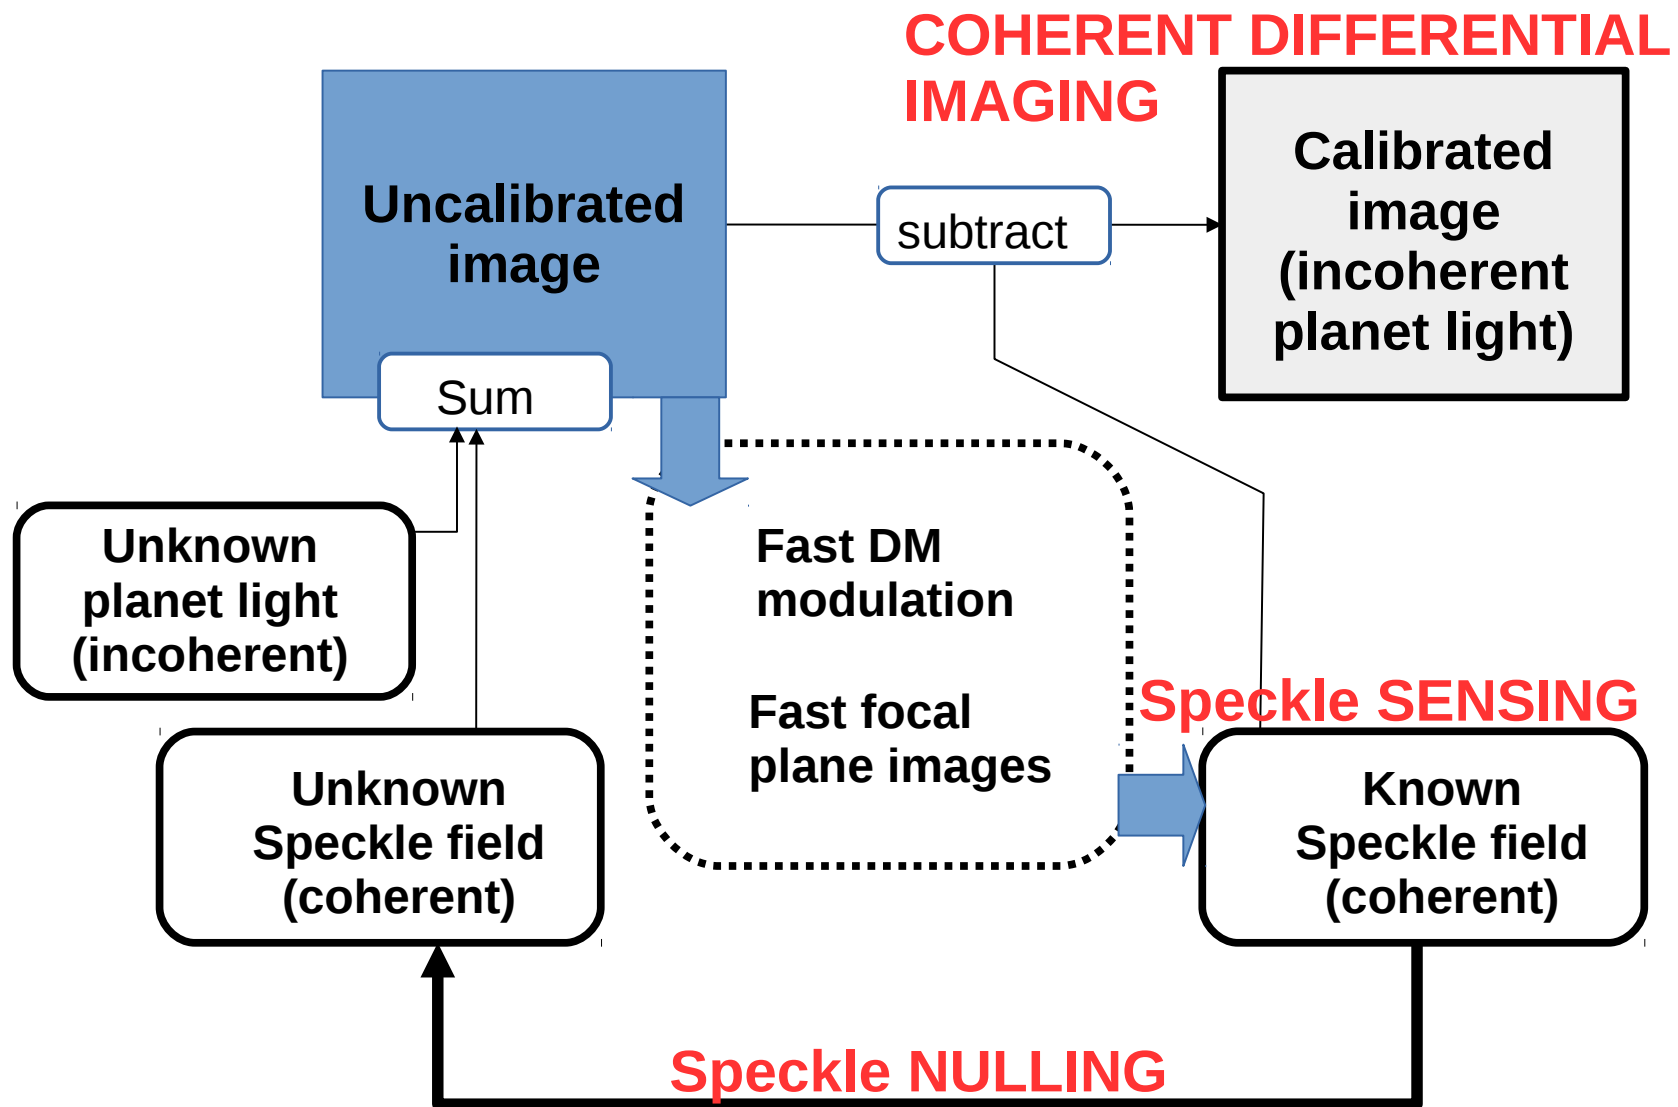 COHERENT DIFFERENTIAL
IMAGING
Uncalibrated
image
subtract
Calibrated
image
(incoherent
planet light)
Sum
Unknown
planet light
(incoherent)
Fast DM
modulation
Fast focal
plane images
Speckle SENSING
Unknown
Speckle field
(coherent)
Known
Speckle field
(coherent)
Speckle NULLING